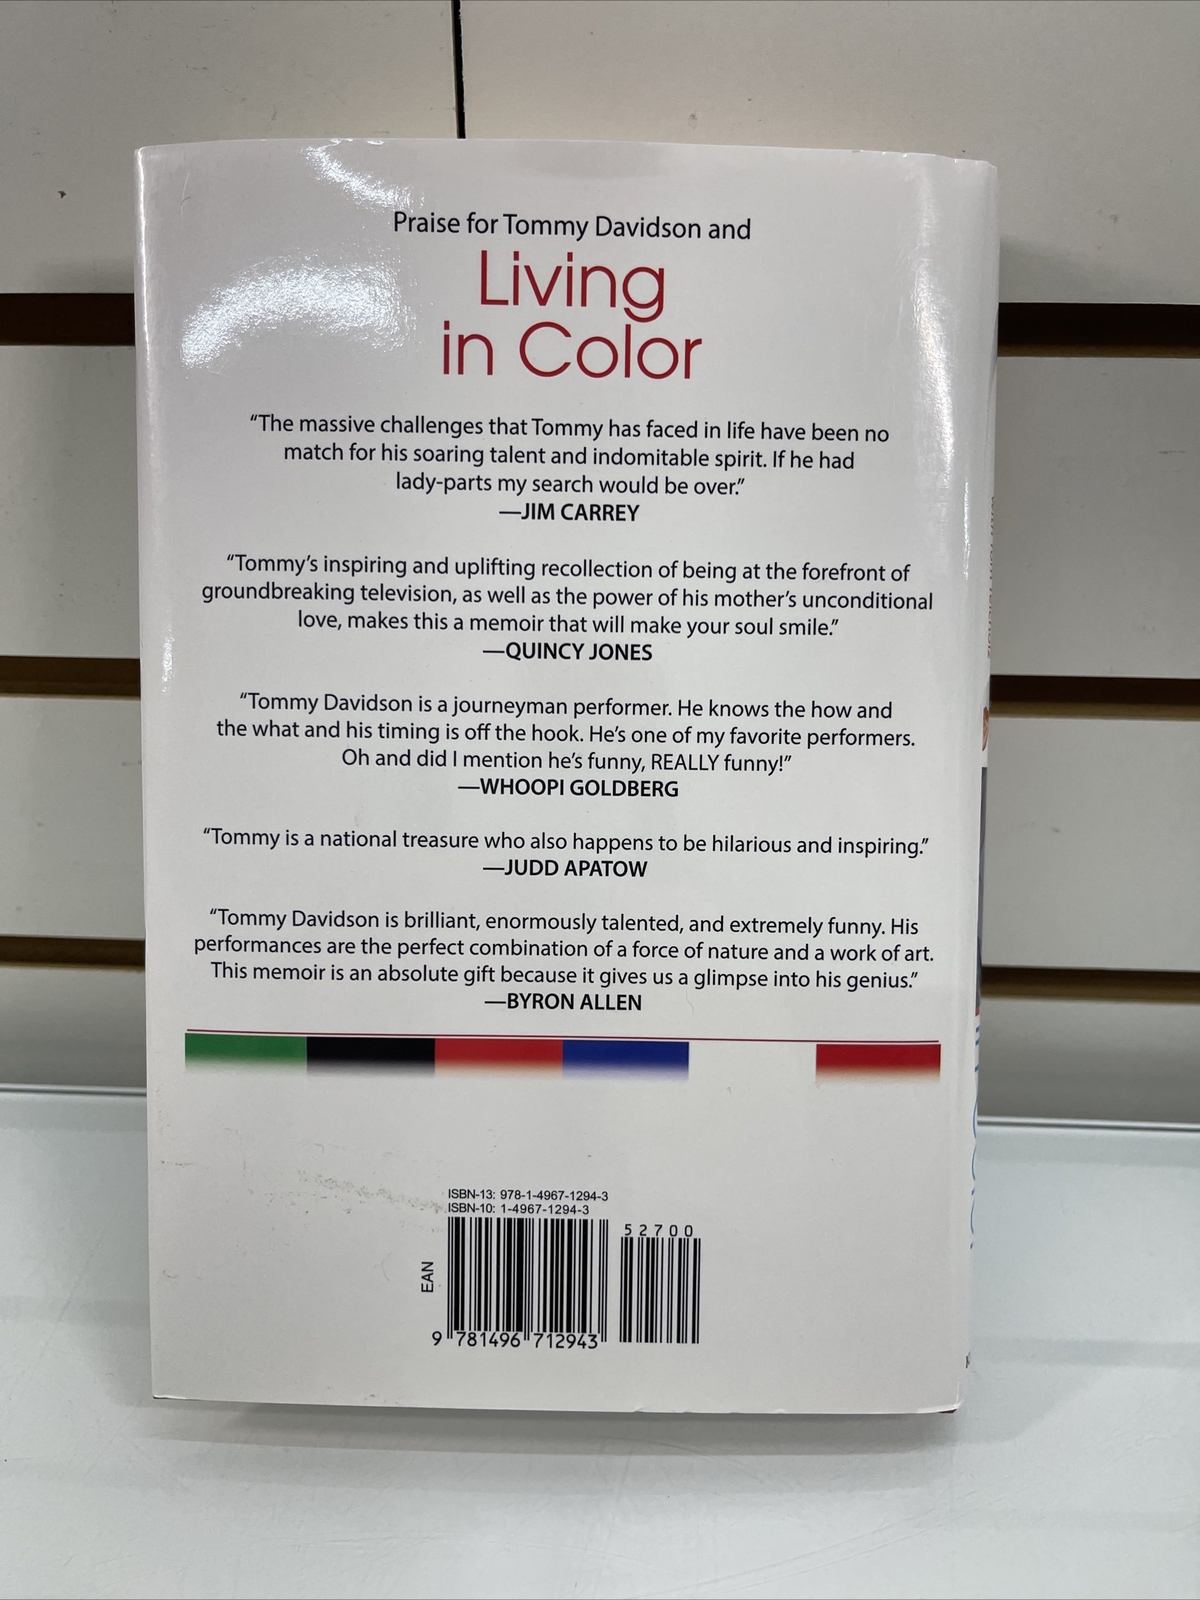 Praise for Tommy Davidson and
Living
in Color
“The massive challenges that Tommy has faced in life have been no
match for his soaring talent and indomitable spirit. If he had
lady-parts my search would be over.”
—JIM CARREY
“Tommy’s inspiring and uplifting recollection of being at the forefront of
groundbreaking television, as well as the power of his mother’s unconditional
love, makes this a memoir that will make your soul smile.”
—QUINCY JONES
“Tommy Davidson is a journeyman performer. He knows the how and
the what and his timing is off the hook. He’s one of my favorite performers.
Oh and did I mention he’s funny, REALLY funny!”
—WHOOPI GOLDBERG
“Tommy is a national treasure who also happens to be hilarious and inspiring.”
—JUDD APATOW
“Tommy Davidson is brilliant, enormously talented, and extremely funny. His
performances are the perfect combination of a force of nature and a work of art.
This memoir is an absolute gift because it gives us a glimpse into his genius.”
—BYRON ALLEN
ISBN-13: 978-1-4967-1294-3
ISBN-10: 1-4967-1294-3
52700
EAN
9 781496 712943